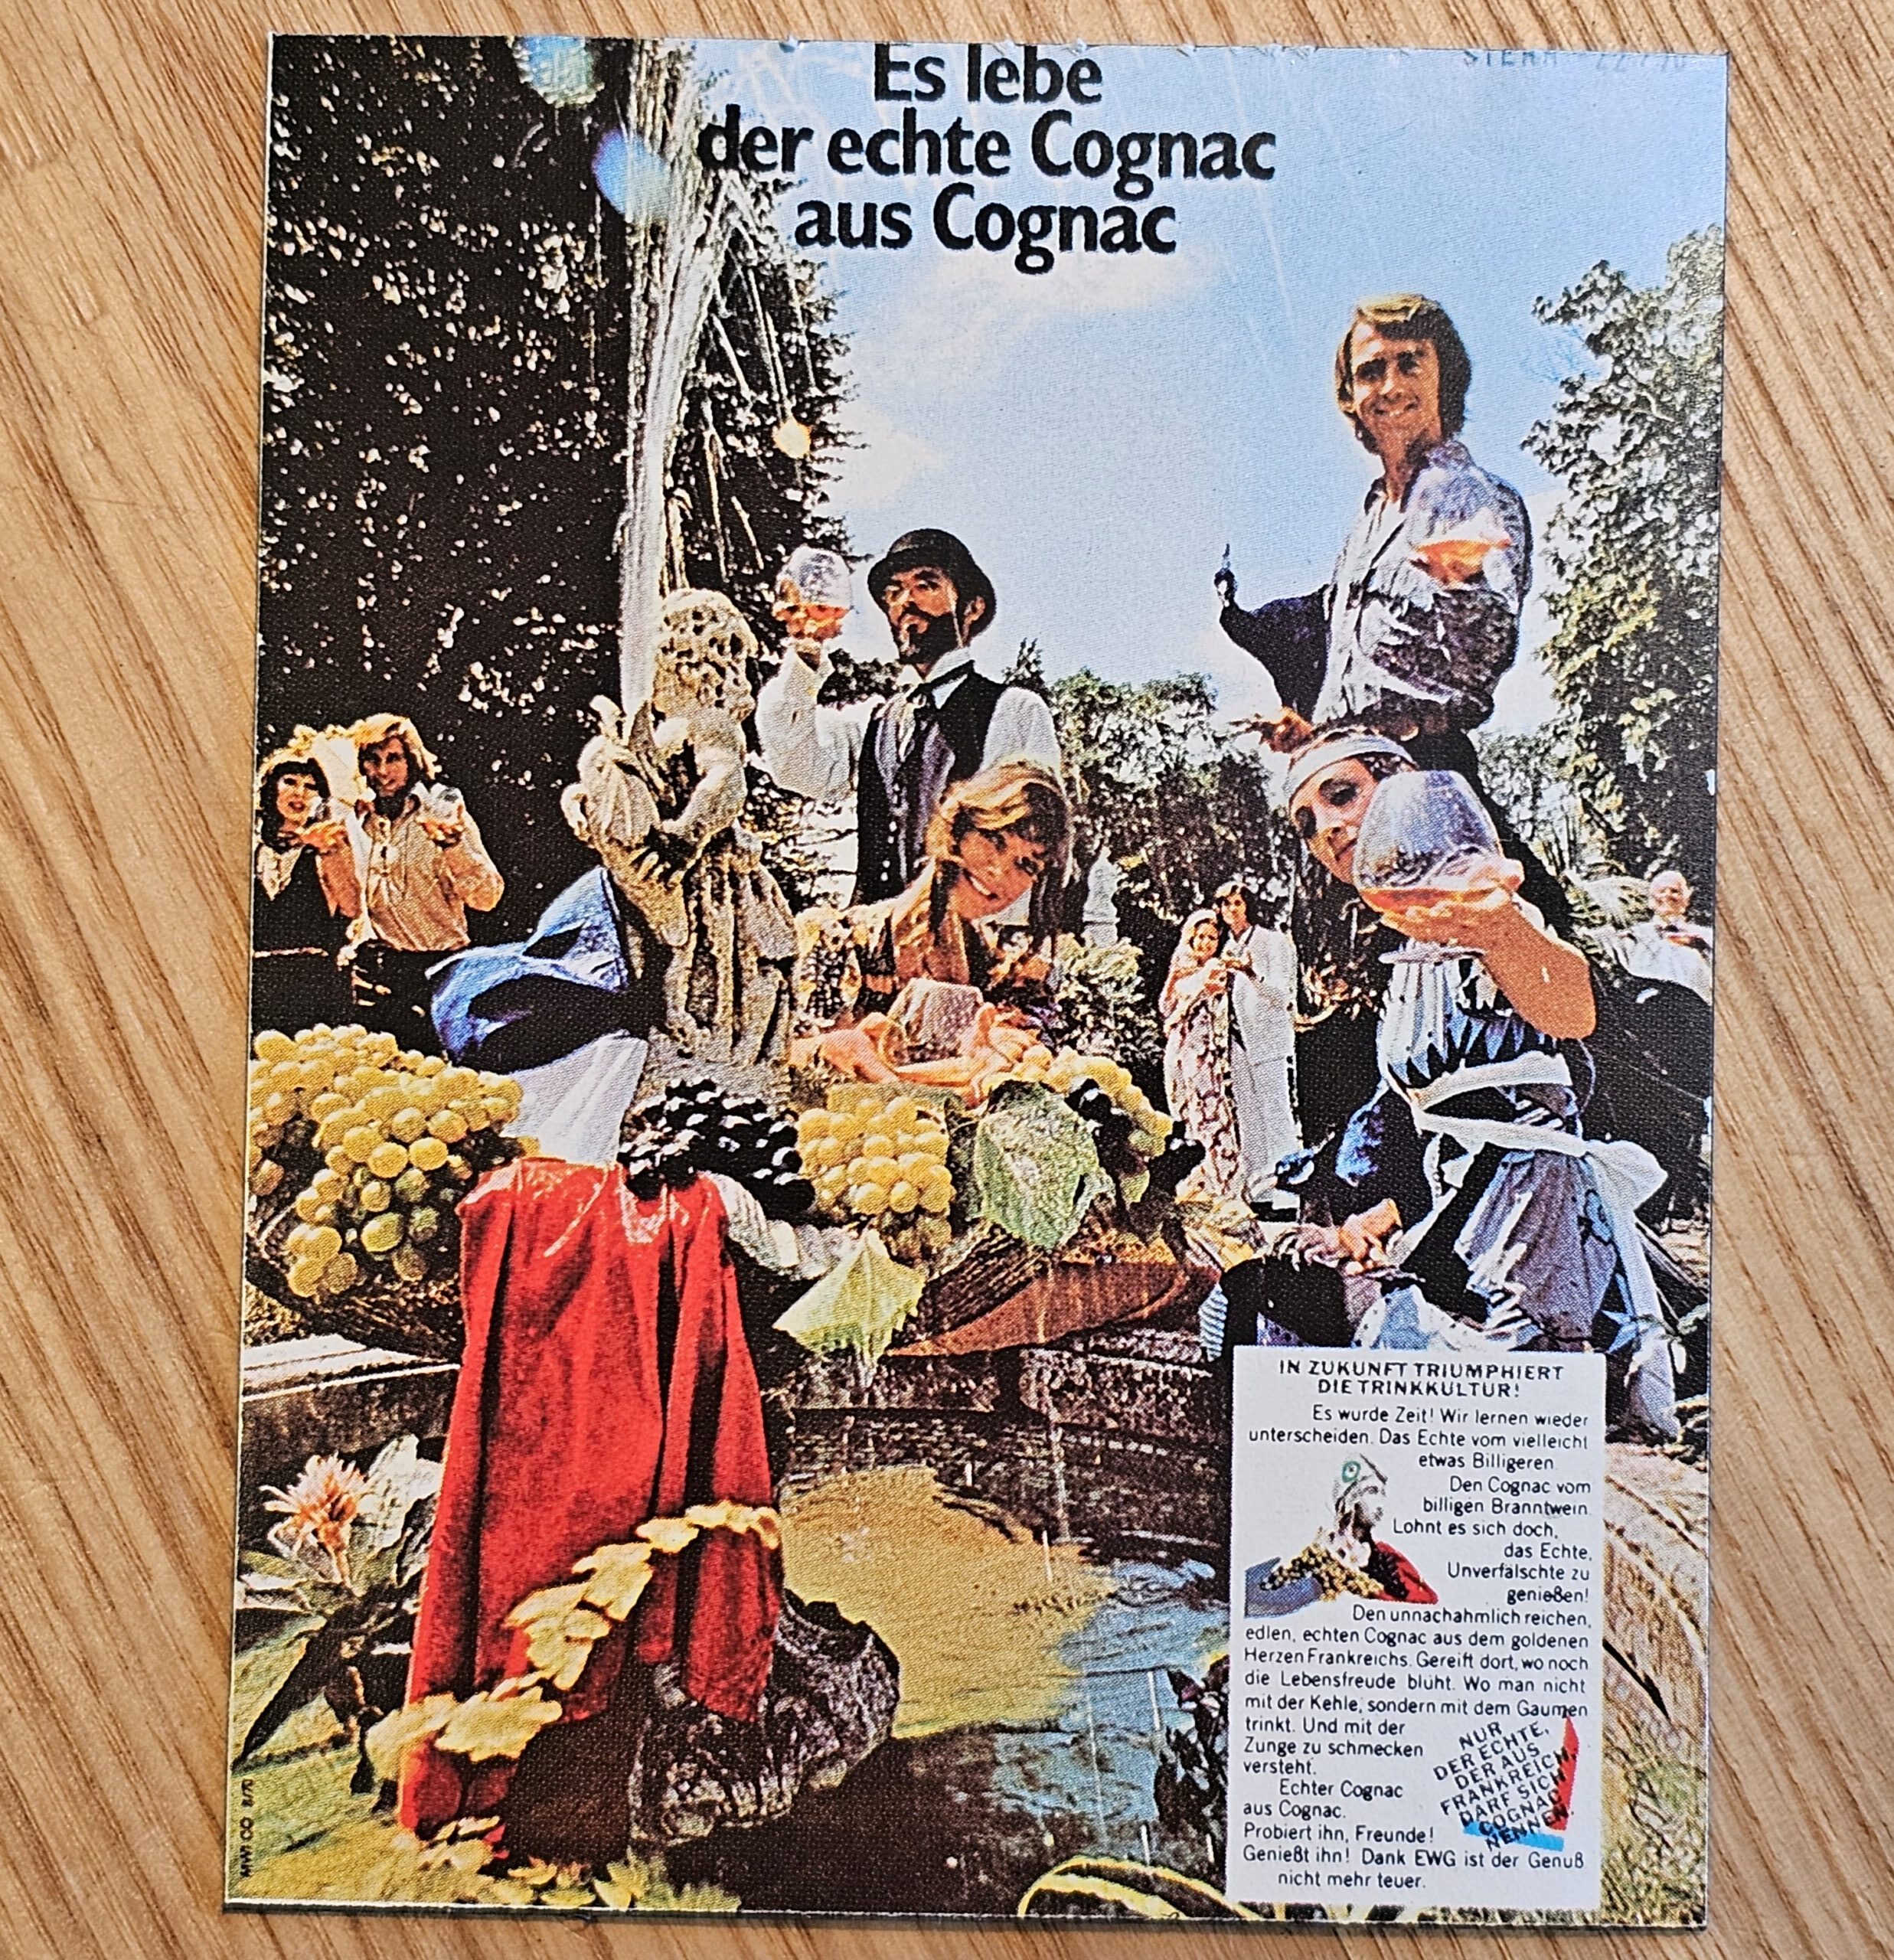 Es lebe
der echte Cognac
aus Cognac
IN ZUKUNFT TRIUMPHIERT
DIE TRINKKULTUR!
Es wurde Zeit! Wir lernen wieder
unterscheiden. Das Echte vom vielleicht
etwas Billigeren.
Den Cognac vom
billigen Branntwein.
Lohnt es sich doch,
das Echte,
Unverfälschte zu
genießen!
Den unnachahmlich reichen,
edlen, echten Cognac aus dem goldenen
Herzen Frankreichs. Gereift dort, wo noch
die Lebensfreude blüht. Wo man nicht
mit der Kehle, sondern mit dem Gaumen
trinkt. Und mit der
Zunge zu schmecken
versteht.
Echter Cognac
aus Cognac.
Probiert ihn, Freunde!
Genießt ihn! Dank EWG ist der Genuß
nicht mehr teuer.
NUR
DER ECHTE,
DER AUS
FRANKREICH,
DARF SICH
COGNAC
NENNEN.